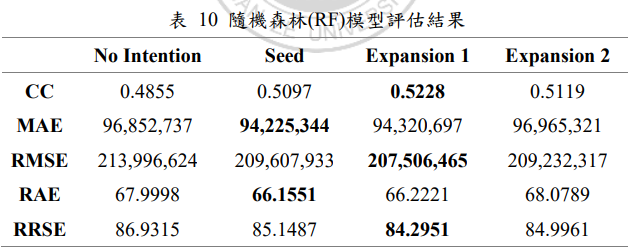 表 10 隨機森林(RF)模型評估結果
No Intention Seed Expansion 1 Expansion 2
CC 0.4855 0.5097 0.5228 0.5119
MAE 96,852,737 94,225,344 94,320,697 96,965,321
RMSE 213,996,624 209,607,933 207,506,465 209,232,317
RAE 67.9998 66.1551 66.2221 68.0789
RRSE 86.9315 85.1487 84.2951 84.9961